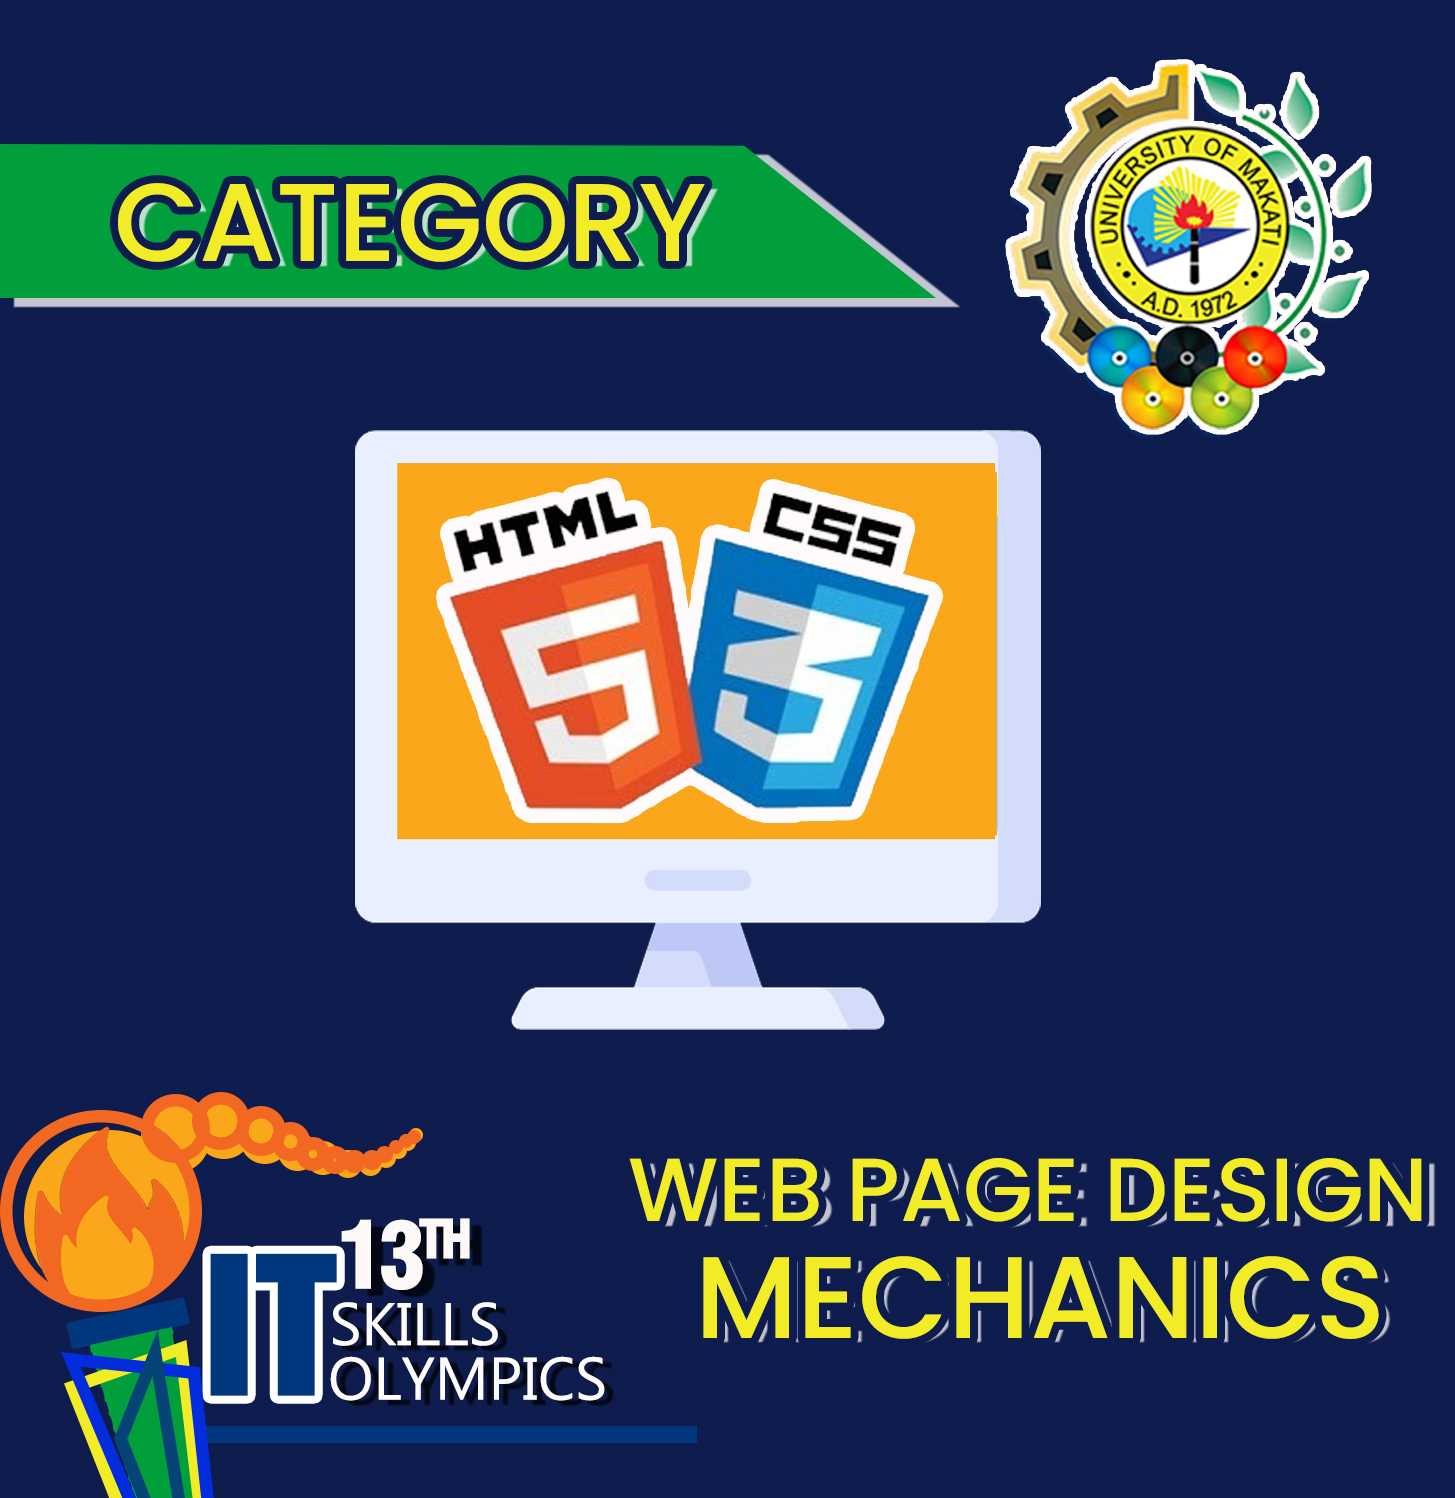 CATEGORY
UNIVERSITY OF MAKATI
A.D. 1972
HTML
CSS
5
3
13TH
IT
SKILLS
OLYMPICS
WEB PAGE DESIGN
MECHANICS